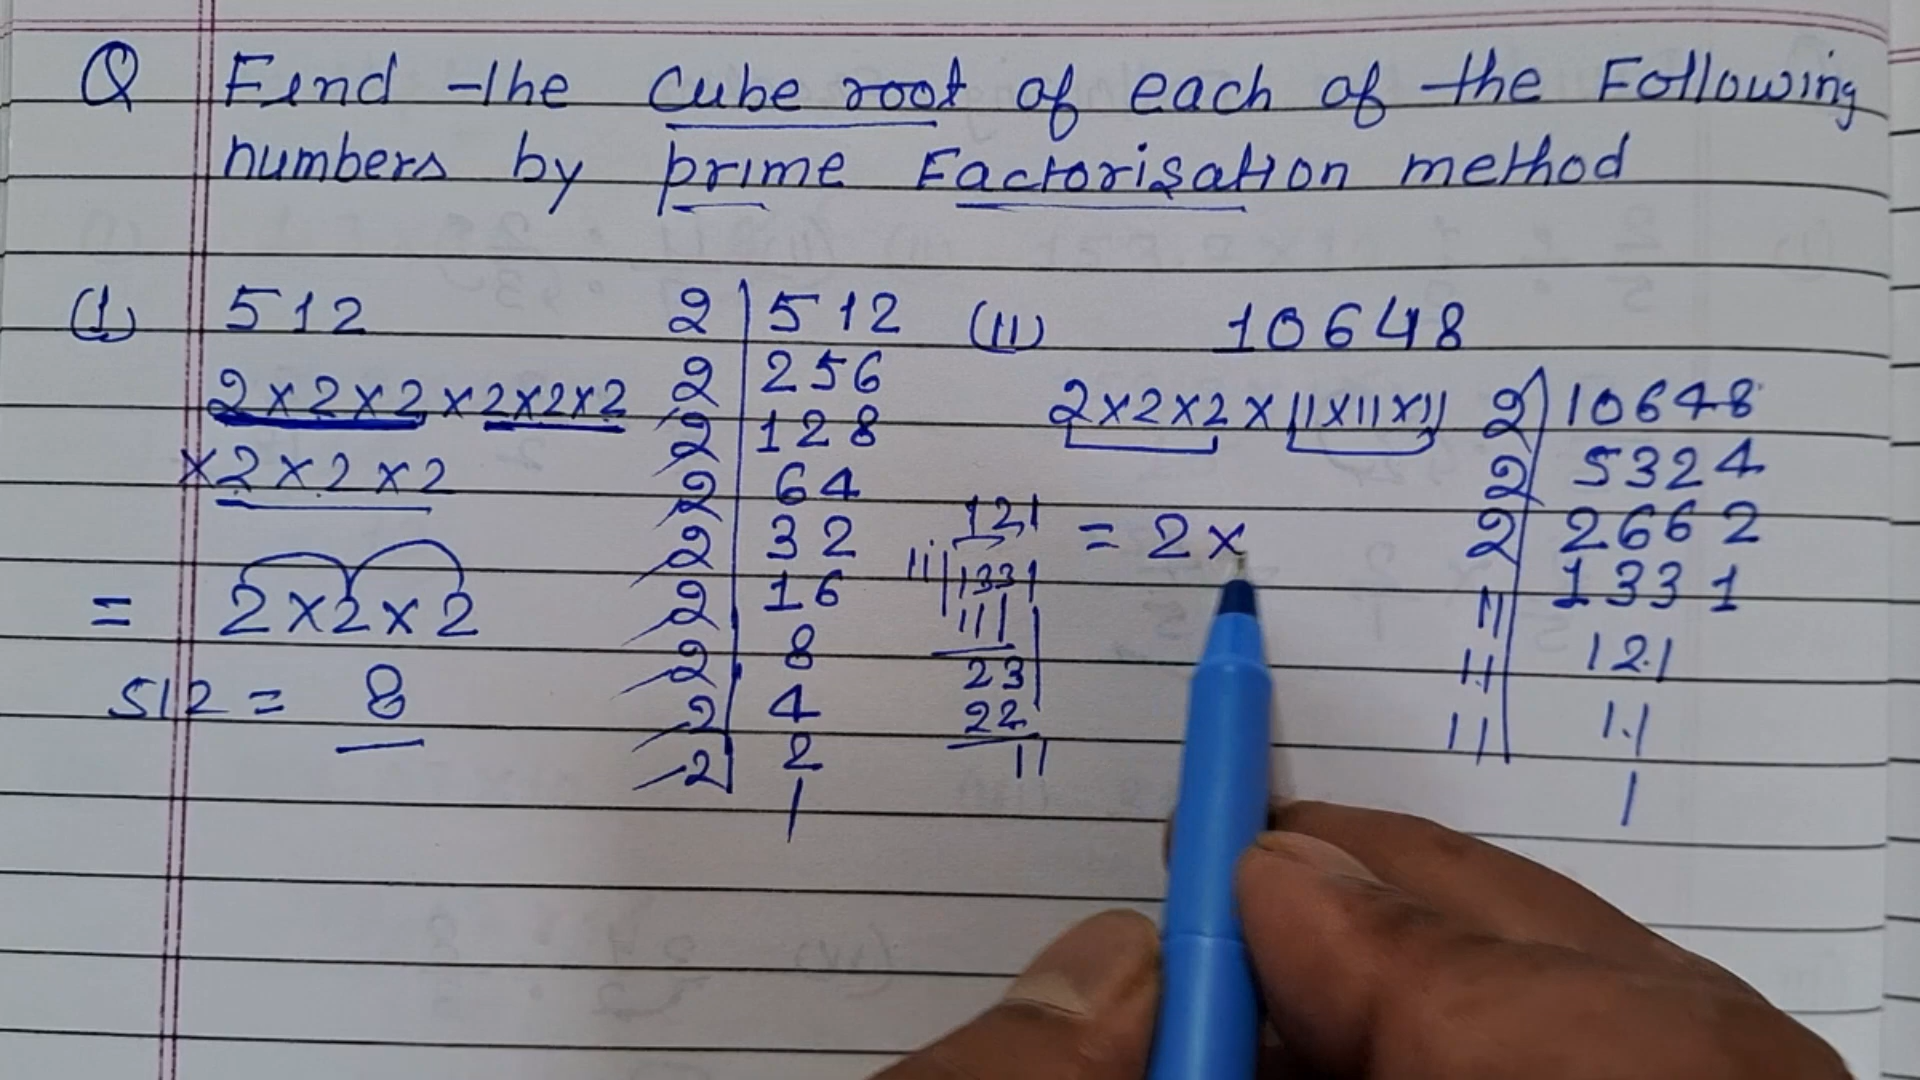 Q Find the cube root of each of the Following
numbers by prime Factorisation method
(I) 512
2×2×2×2×2×2
×2×2×2
= 2×2×2
512 = 8
2 | 512
2 | 256
2 | 128
2 | 64
2 | 32
2 | 16
2 | 8
2 | 4
2 | 2
1
(II) 10648
2×2×2×11×11×11
= 2×
121
11 | 1331
11
23
22
11
2 | 10648
2 | 5324
2 | 2662
11 | 1331
11 | 121
11 | 11
1